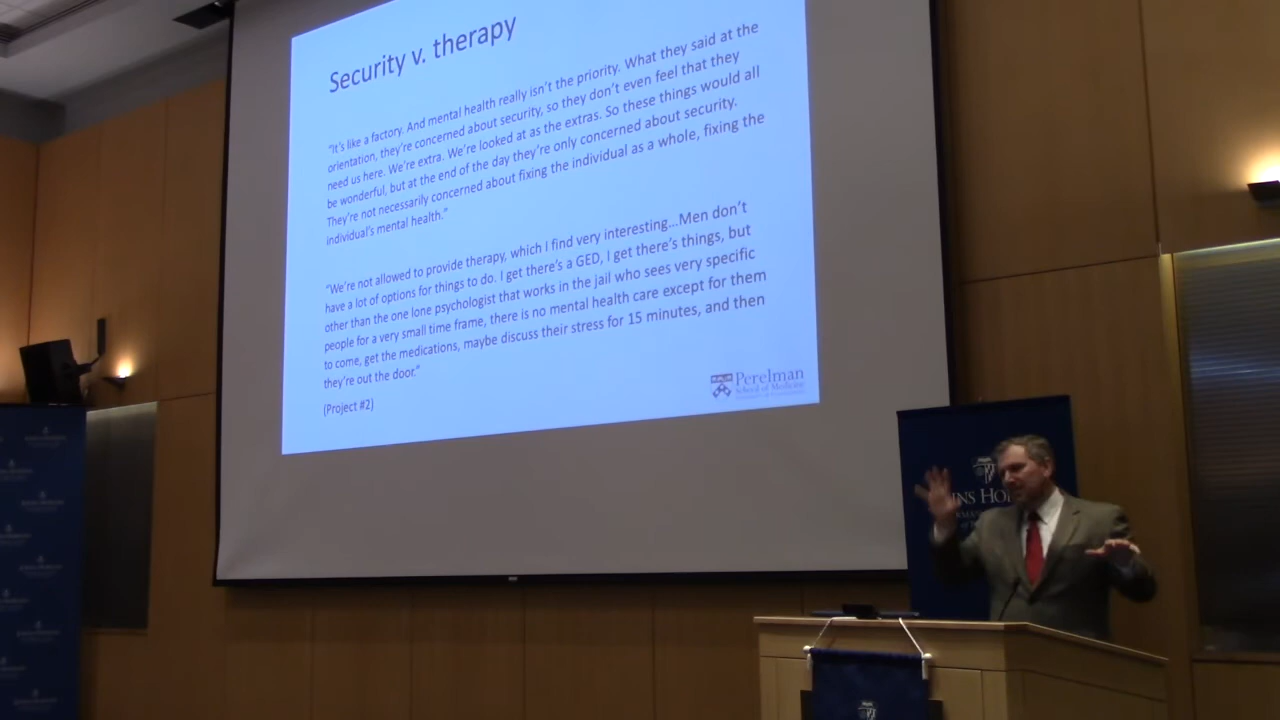 Security v. therapy
"It's like a factory. And mental health really isn't the priority. What they said at the
orientation, they're concerned about security, so they don't even feel that they
need us here. We're extra. We're looked at as the extras. So these things would all
be wonderful, but at the end of the day they're only concerned about security.
They're not necessarily concerned about fixing the individual as a whole, fixing the
individual's mental health."
"We're not allowed to provide therapy, which I find very interesting...Men don't
have a lot of options for things to do. I get there's a GED, I get there's things, but
other than the one lone psychologist that works in the jail who sees very specific
people for a very small time frame, there is no mental health care except for them
to come, get the medications, maybe discuss their stress for 15 minutes, and then
they're out the door."
(Project #2)
Perelman
School of Medicine
INS HO